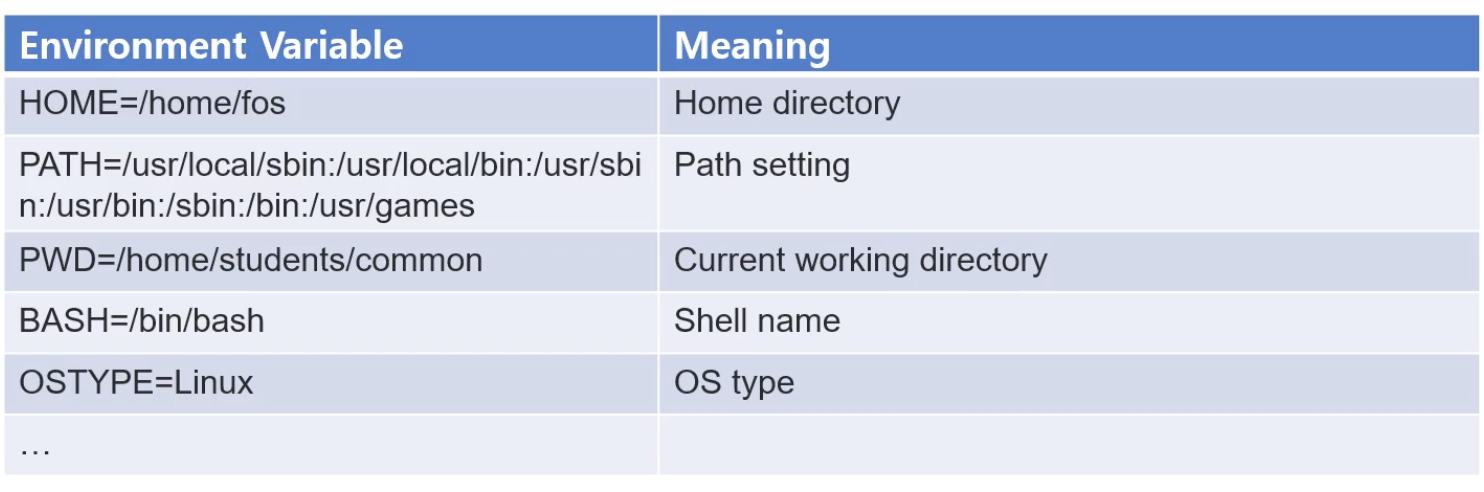 Environment Variable Meaning
HOME=/home/fos Home directory
PATH=/usr/local/sbin:/usr/local/bin:/usr/sbi Path setting
n:/usr/bin:/sbin:/bin:/usr/games
PWD=/home/students/common Current working directory
BASH=/bin/bash Shell name
OSTYPE=Linux OS type
…